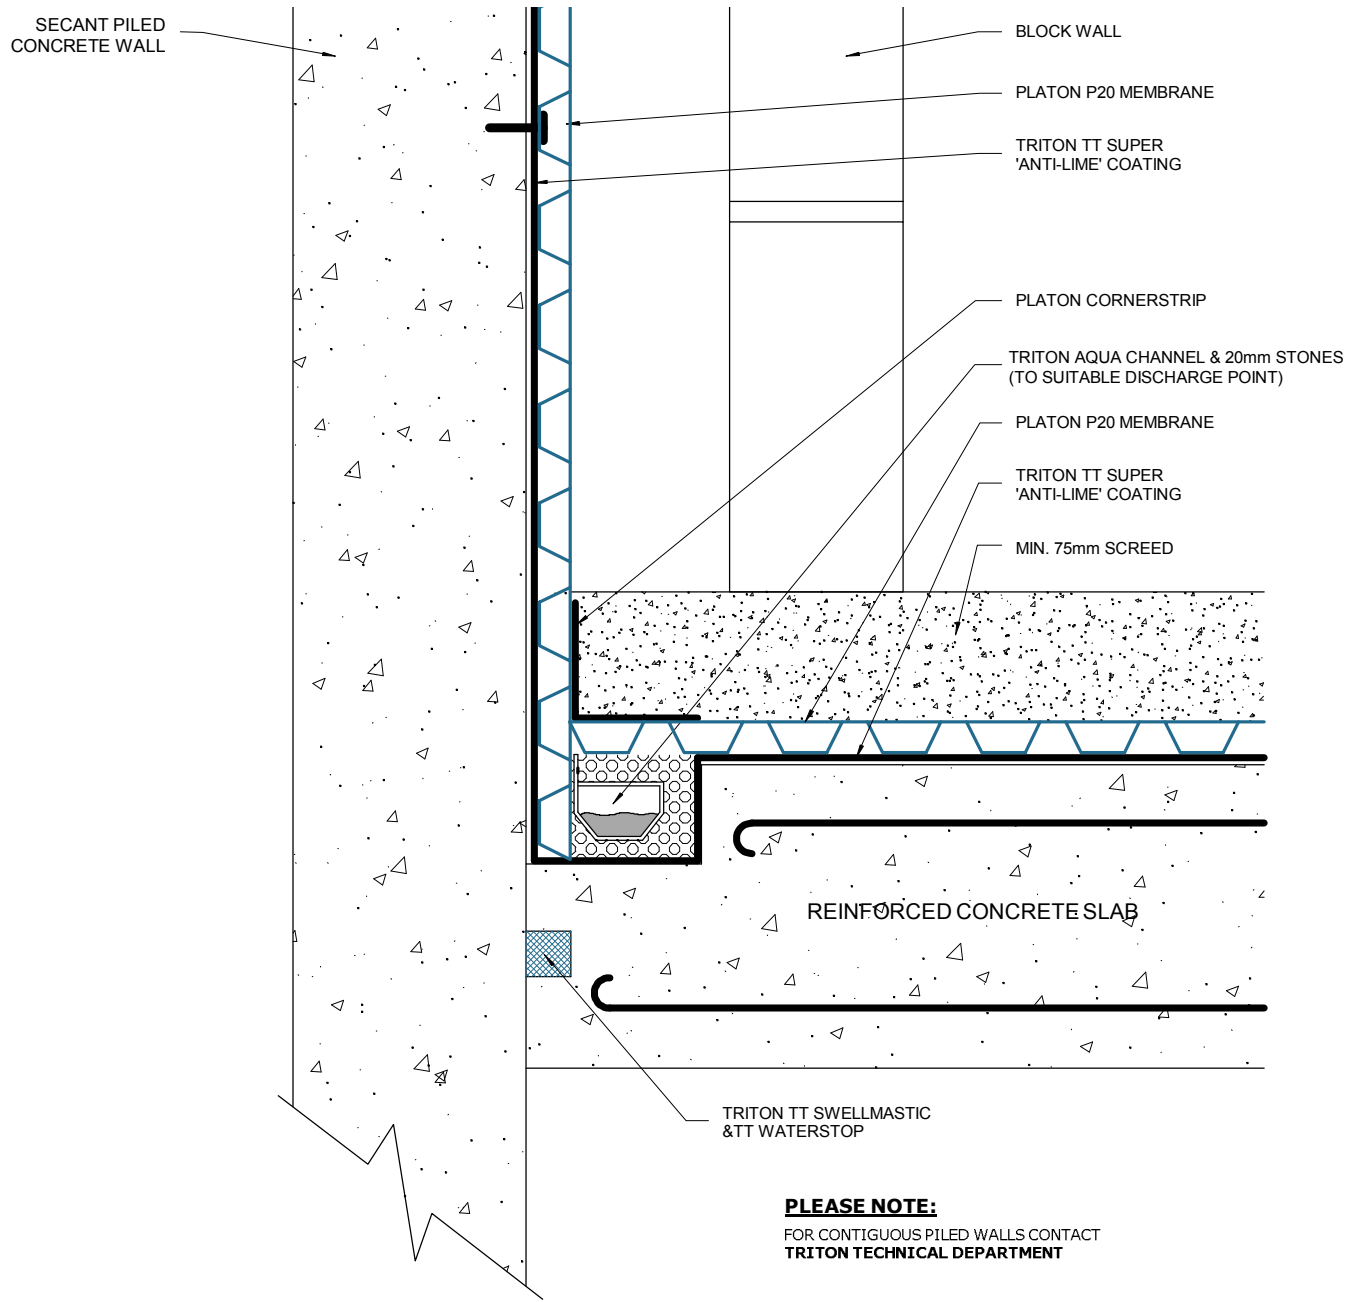 SECANT PILED
CONCRETE WALL
BLOCK WALL
PLATON P20 MEMBRANE
TRITON TT SUPER
'ANTI-LIME' COATING
PLATON CORNERSTRIP
TRITON AQUA CHANNEL & 20mm STONES
(TO SUITABLE DISCHARGE POINT)
PLATON P20 MEMBRANE
TRITON TT SUPER
'ANTI-LIME' COATING
MIN. 75mm SCREED
REINFORCED CONCRETE SLAB
TRITON TT SWELLMASTIC
&TT WATERSTOP
PLEASE NOTE:
FOR CONTIGUOUS PILED WALLS CONTACT
TRITON TECHNICAL DEPARTMENT